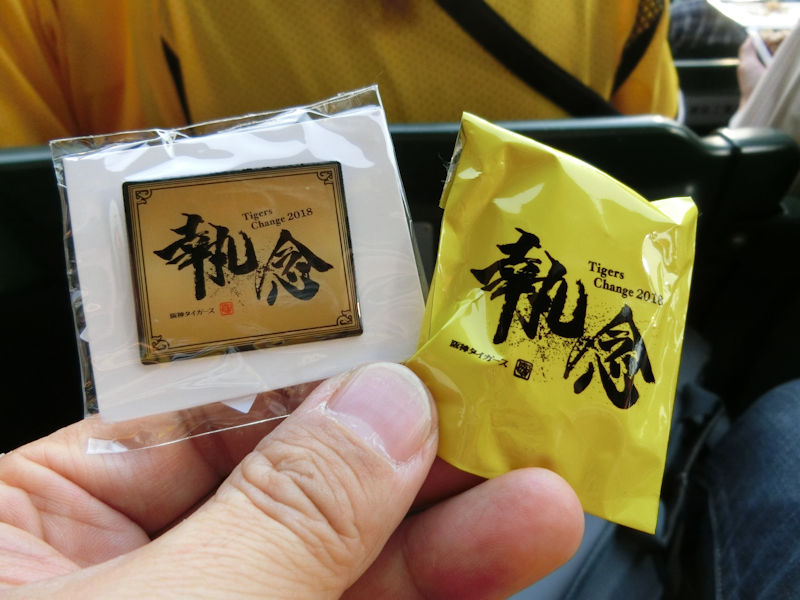 Tigers
Change 2018
執念
阪神タイガース
Tigers
Change 2018
執念
阪神タイガース